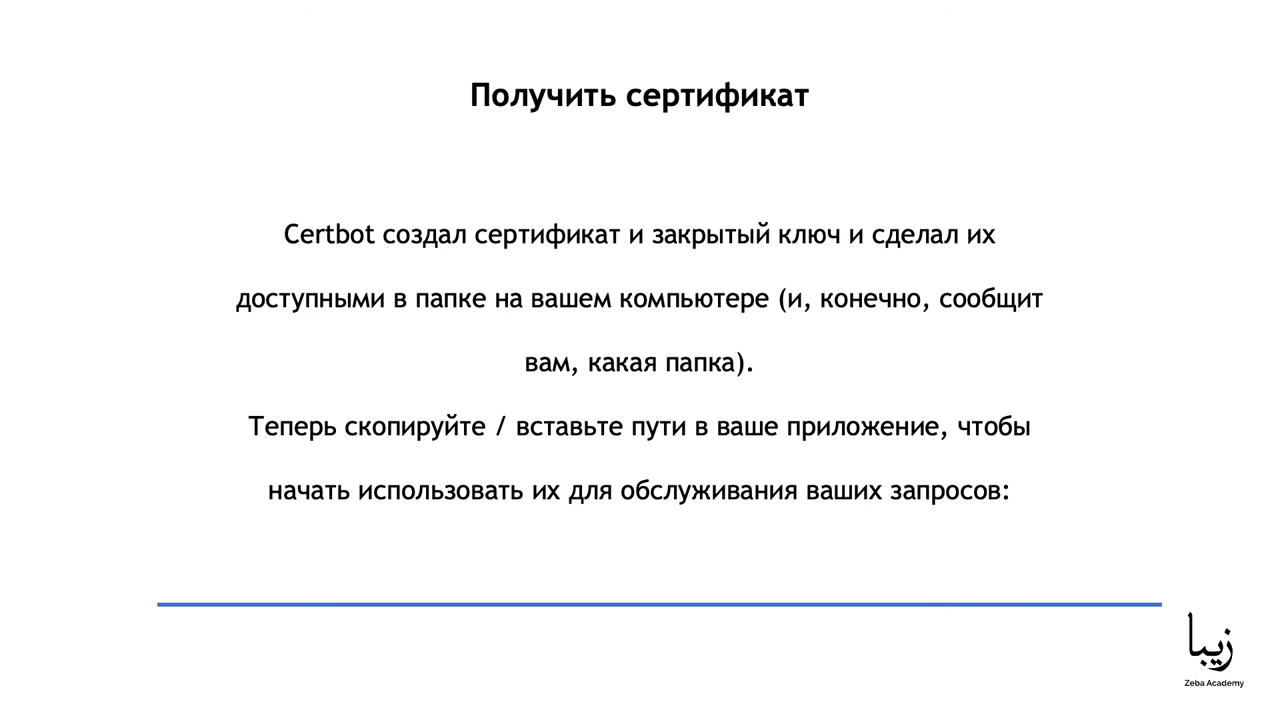 Получить сертификат
Certbot создал сертификат и закрытый ключ и сделал их
доступными в папке на вашем компьютере (и, конечно, сообщит
вам, какая папка).
Теперь скопируйте / вставьте пути в ваше приложение, чтобы
начать использовать их для обслуживания ваших запросов:
زیبا
Zeba Academy